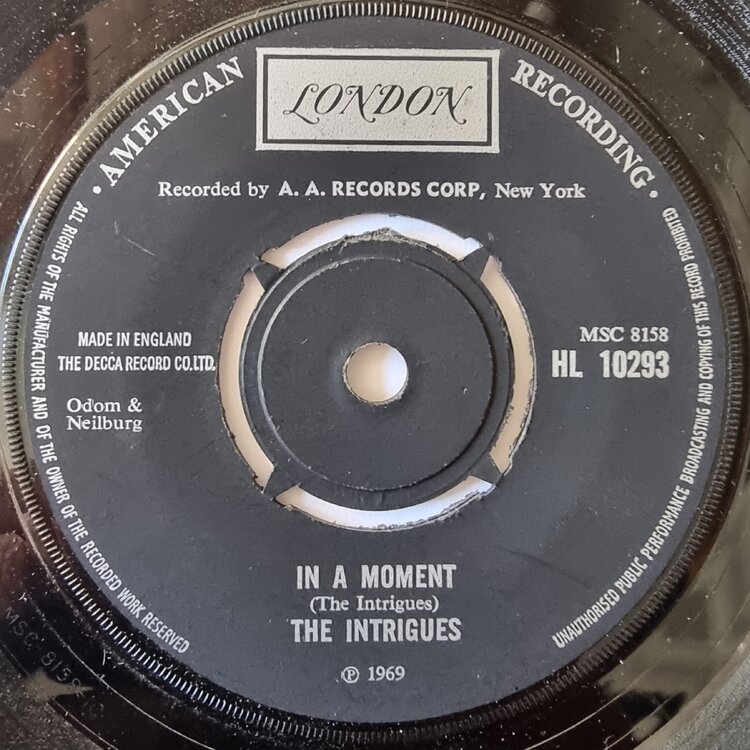 LONDON
· AMERICAN RECORDING ·
Recorded by A. A. RECORDS CORP, New York
MADE IN ENGLAND
THE DECCA RECORD CO.LTD.
MSC 8158
HL 10293
Odom &
Neilburg
IN A MOMENT
(The Intrigues)
THE INTRIGUES
℗ 1969
ALL RIGHTS OF THE MANUFACTURER AND OF THE OWNER OF THE RECORDED WORK RESERVED
UNAUTHORISED PUBLIC PERFORMANCE BROADCASTING AND COPYING OF THIS RECORD PROHIBITED